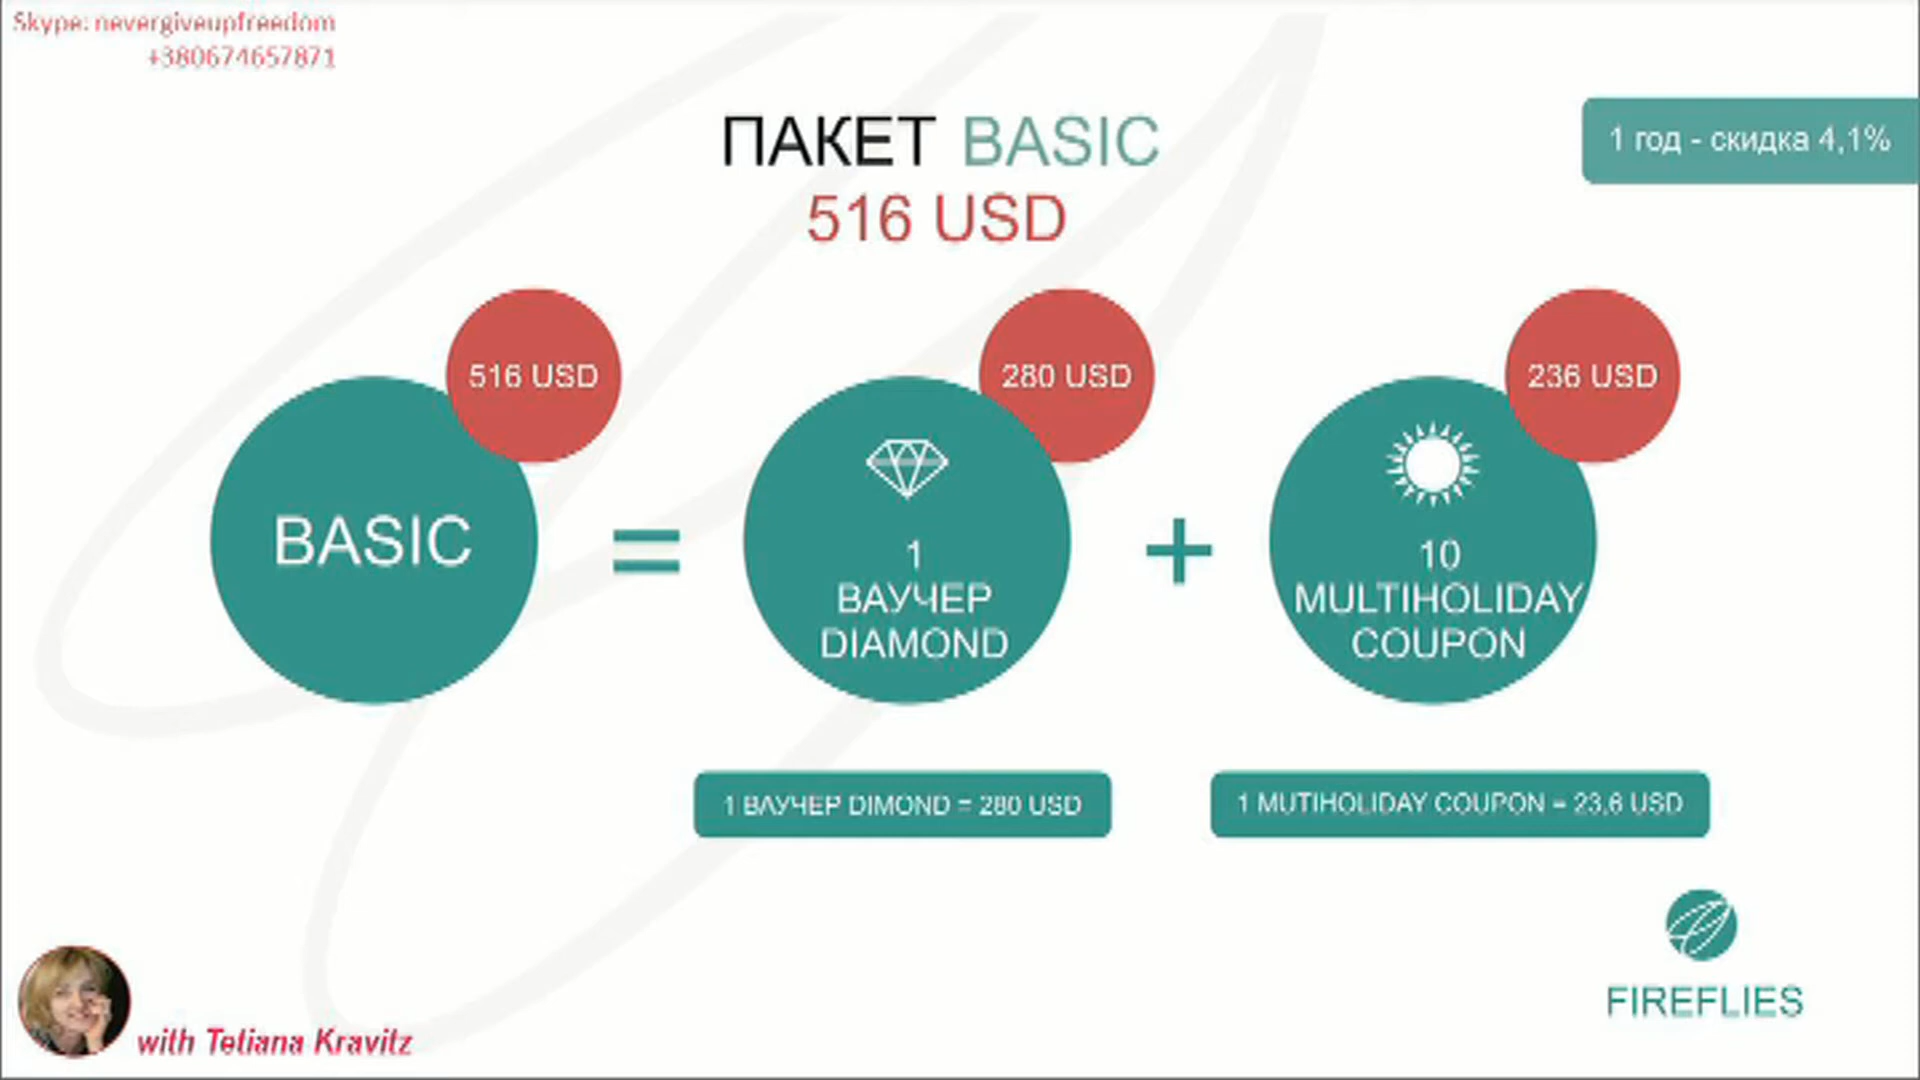 Skype: nevergiveupfreedom
+380674657871
ПАКЕТ BASIC
516 USD
1 год - скидка 4,1%
516 USD
BASIC
=
280 USD
1
ВАУЧЕР
DIAMOND
+
236 USD
10
MULTIHOLIDAY
COUPON
1 ВАУЧЕР DIMOND = 280 USD
1 MUTIHOLIDAY COUPON = 23,6 USD
with Tetiana Kravitz
FIREFLIES